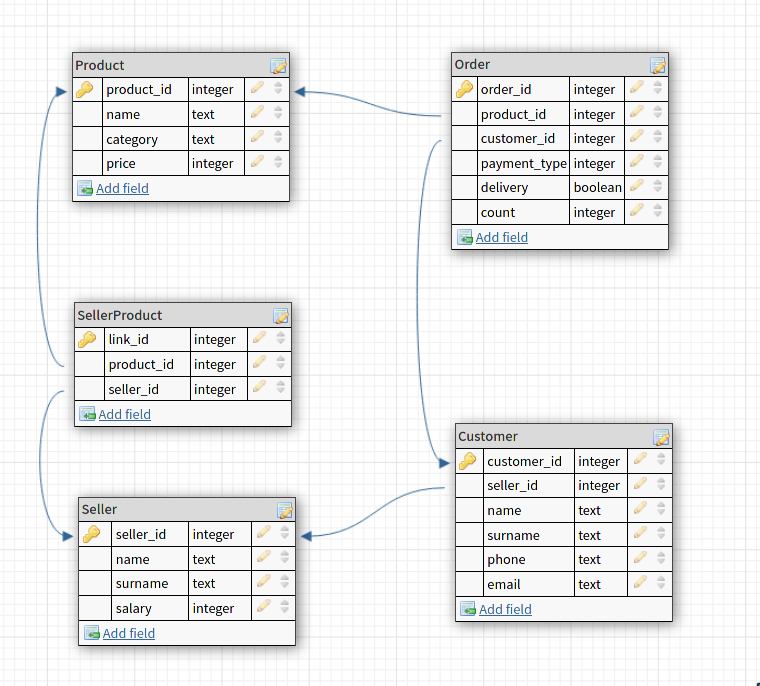 Product
product_id integer
name text
category text
price integer
Add field
Order
order_id integer
product_id integer
customer_id integer
payment_type integer
delivery boolean
count integer
Add field
SellerProduct
link_id integer
product_id integer
seller_id integer
Add field
Customer
customer_id integer
seller_id integer
name text
surname text
phone text
email text
Add field
Seller
seller_id integer
name text
surname text
salary integer
Add field